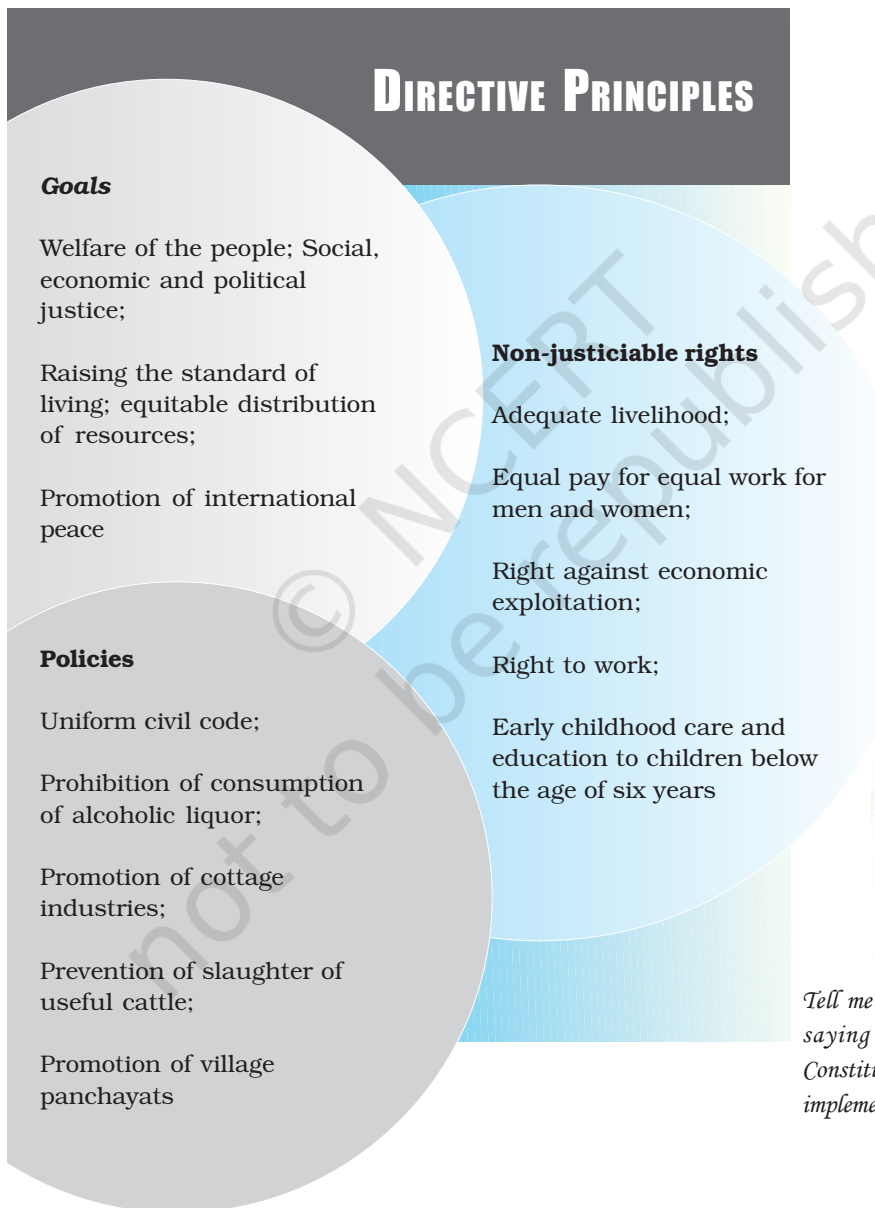 DIRECTIVE PRINCIPLES
Goals
Welfare of the people; Social,
economic and political
justice;
Raising the standard of
living; equitable distribution
of resources;
Promotion of international
peace
Non-justiciable rights
Adequate livelihood;
Equal pay for equal work for
men and women;
Right against economic
exploitation;
Right to work;
Early childhood care and
education to children below
the age of six years
Policies
Uniform civil code;
Prohibition of consumption
of alcoholic liquor;
Promotion of cottage
industries;
Prevention of slaughter of
useful cattle;
Promotion of village
panchayats
Tell me
saying
© NCERT
not to be